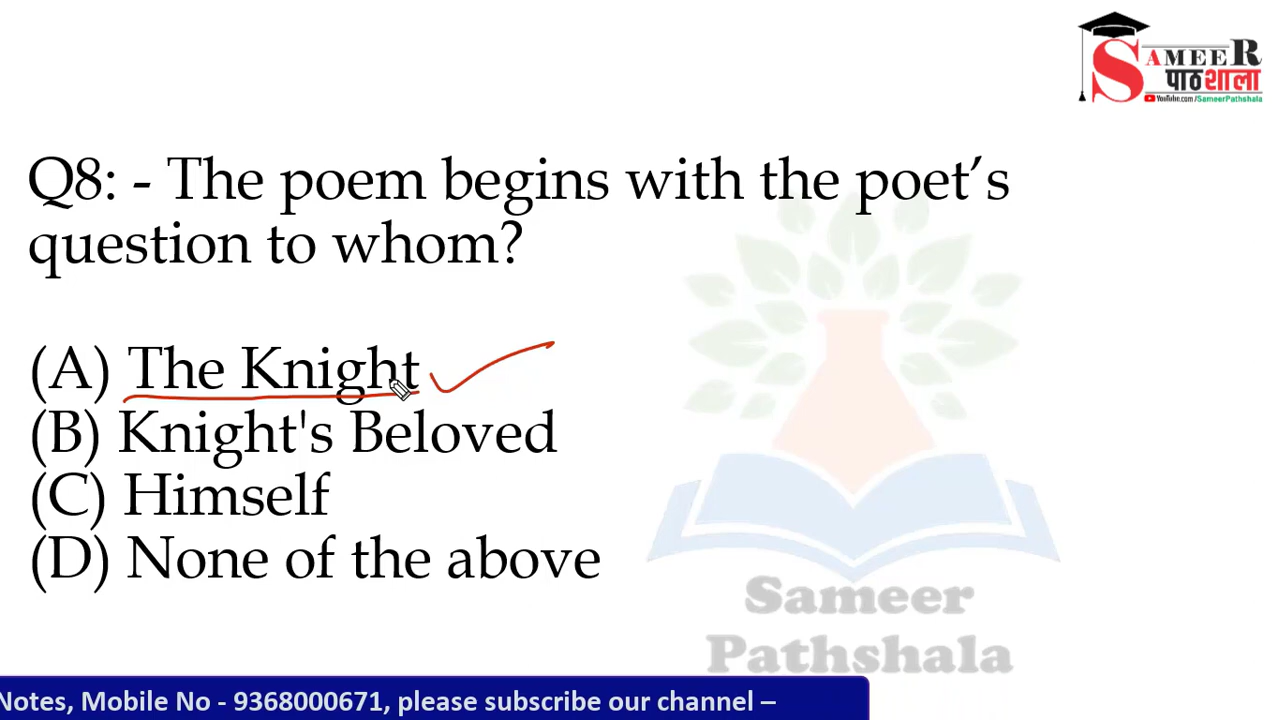 SAMEER
पाठशाला
YouTube.com/SameerPathshala
Q8: - The poem begins with the poet’s
question to whom?
(A) The Knight
(B) Knight's Beloved
(C) Himself
(D) None of the above
Sameer
Pathshala
Notes, Mobile No - 9368000671, please subscribe our channel –